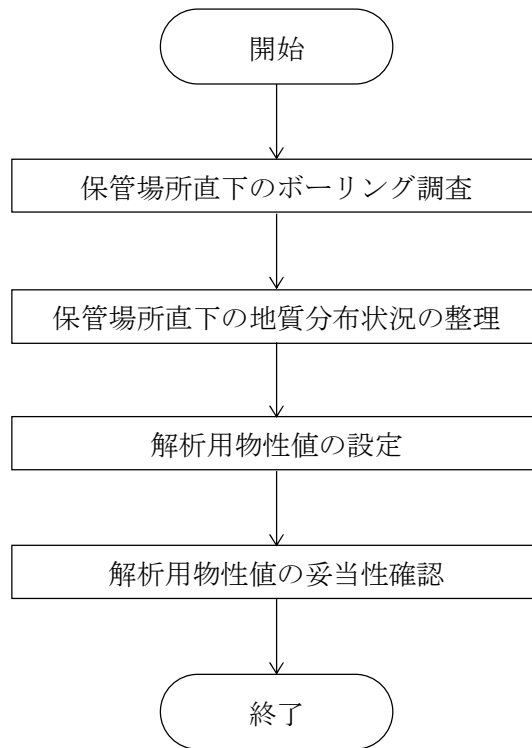 開始
保管場所直下のボーリング調査
保管場所直下の地質分布状況の整理
解析用物性値の設定
解析用物性値の妥当性確認
終了